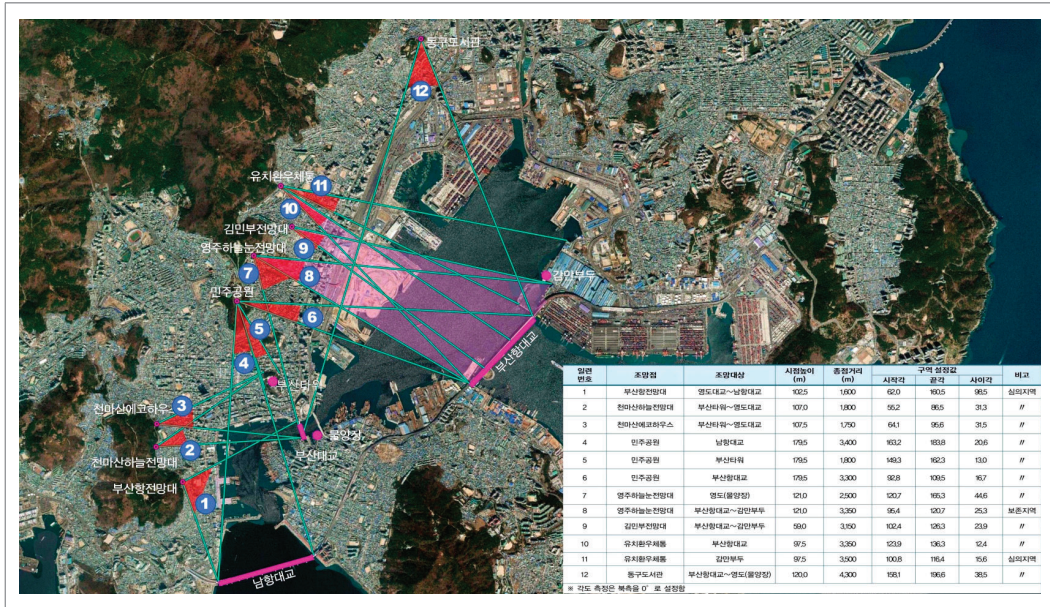 동구도서관
12
유치환우체통
11
10
김민부전망대
9
영주하늘눈전망대
8
7
감만부두
민주공원
6
5
부산항대교
4
부산타워
천마산에코하우스
3
물양장
2
부산대교
천마산하늘전망대
부산항전망대
1
남항대교
일련번호 조망점 조망대상 시점높이(m) 총점거리(m) 구역 설정값 비고
시작각 끝각 사이각
1 부산항전망대 영도대교~남항대교 102.5 1,600 62.0 160.5 98.5 심의지역
2 천마산하늘전망대 부산타워~영도대교 107.0 1,800 55.2 86.5 31.3 〃
3 천마산에코하우스 부산타워~영도대교 107.5 1,750 64.1 95.6 31.5 〃
4 민주공원 남항대교 179.5 3,400 163.2 183.8 20.6 〃
5 민주공원 부산타워 179.5 1,800 149.3 162.3 13.0 〃
6 민주공원 부산항대교 179.5 3,300 92.8 109.5 16.7 〃
7 영주하늘눈전망대 영도(물양장) 121.0 2,500 120.7 165.3 44.6 〃
8 영주하늘눈전망대 부산항대교~감만부두 121.0 3,350 95.4 120.7 25.3 보존지역
9 김민부전망대 부산항대교~감만부두 59.0 3,150 102.4 126.3 23.9 〃
10 유치환우체통 부산항대교 97.5 3,350 123.9 136.3 12.4 〃
11 유치환우체통 감만부두 97.5 3,500 100.8 116.4 15.6 심의지역
12 동구도서관 부산항대교~영도(물양장) 120.0 4,300 158.1 196.6 38.5 〃
※ 각도 측정은 북측을 0°로 설정함